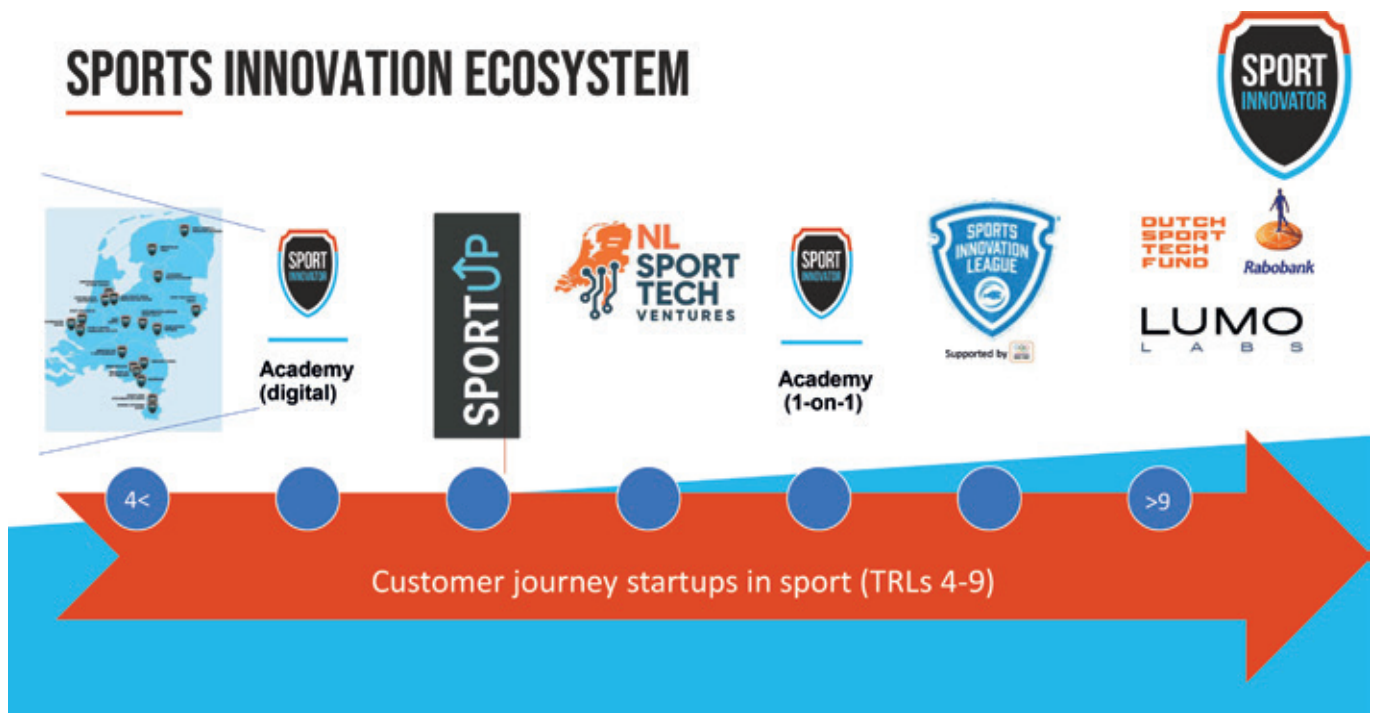 SPORTS INNOVATION ECOSYSTEM
SPORT
INNOVATOR
SPORT
INNOVATOR
Academy
(digital)
SPORTUP
NL
SPORT
TECH
VENTURES
SPORT
INNOVATOR
Academy
(1-on-1)
SPORTS
INNOVATION
LEAGUE
Supported by
DUTCH
SPORT
TECH
FUND
Rabobank
LUMO
LABS
4<
>9
Customer journey startups in sport (TRLs 4-9)